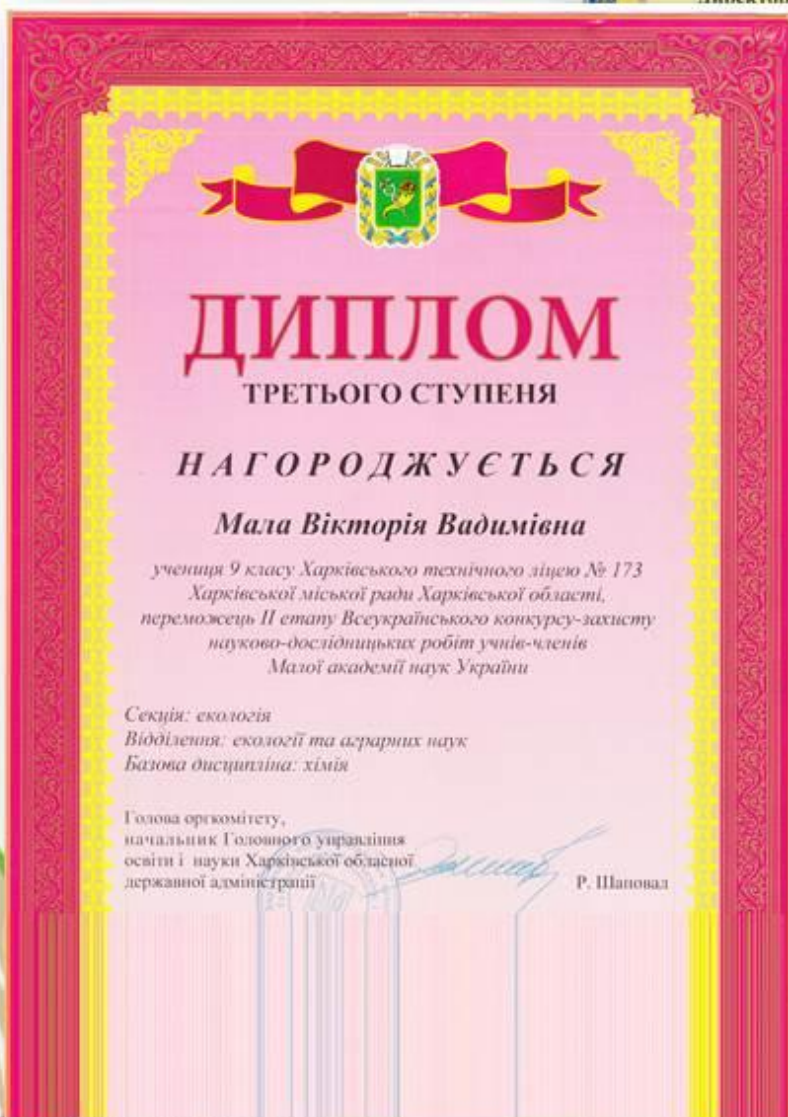 ДИПЛОМ
ТРЕТЬОГО СТУПЕНЯ
НАГОРОДЖУЄТЬСЯ
Мала Вікторія Вадимівна
учениця 9 класу Харківського технічного ліцею № 173
Харківської міської ради Харківської області,
переможець II етапу Всеукраїнського конкурсу-захисту
науково-дослідницьких робіт учнів-членів
Малої академії наук України
Секція: екологія
Відділення: екології та аграрних наук
Базова дисципліна: хімія
Голова оргкомітету,
начальник Головного управління
освіти і науки Харківської обласної
державної адміністрації
Р. Шаповал